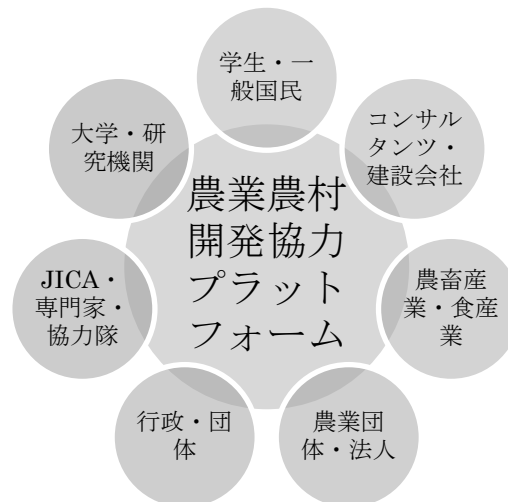 学生・一
般国民
コンサル
タンツ・
建設会社
農畜産
業・食産
業
農業団
体・法人
行政・団
体
JICA・
専門家・
協力隊
大学・研
究機関
農業農村
開発協力
プラット
フォーム